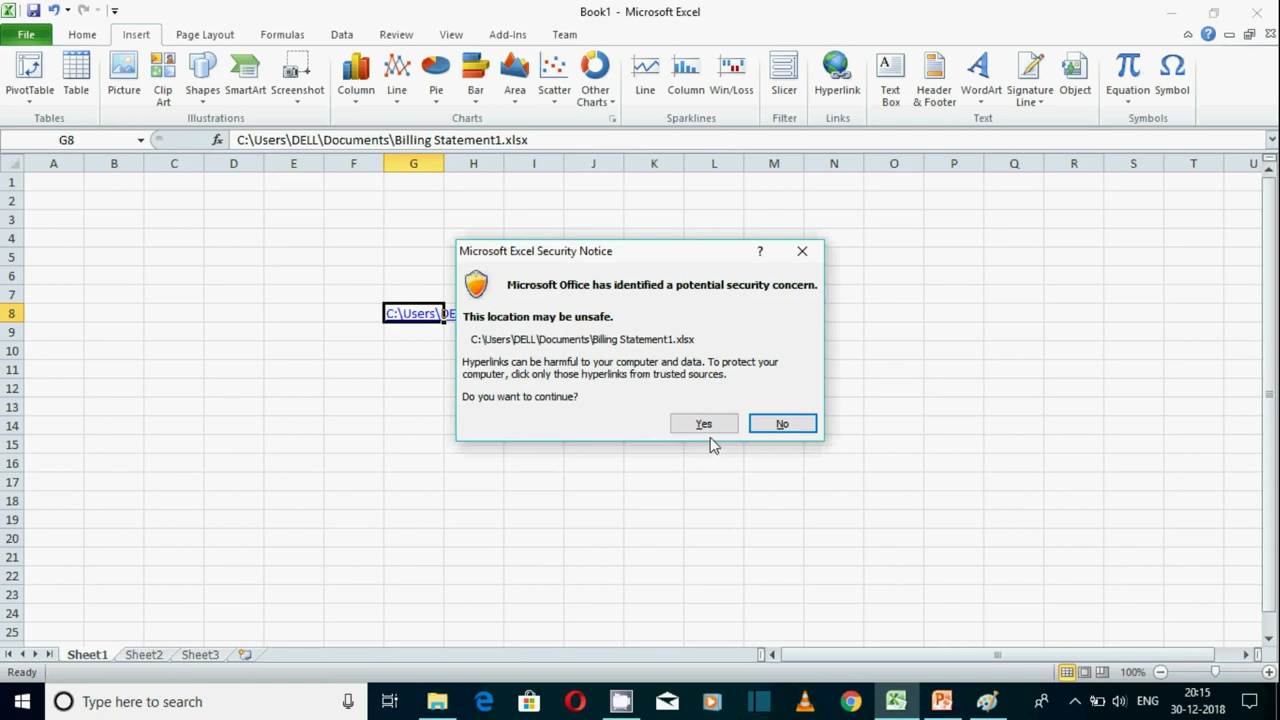 Book1 - Microsoft Excel
File Home Insert Page Layout Formulas Data Review View Add-Ins Team
PivotTable Table Picture Clip Art Shapes SmartArt Screenshot Column Line Pie Bar Area Scatter Other Charts Line Column Win/Loss Slicer Hyperlink Text Box Header & Footer WordArt Signature Line Object Equation Symbol
Tables Illustrations Charts Sparklines Filter Links Text Symbols
G8 fx C:\Users\DELL\Documents\Billing Statement1.xlsx
A B C D E F G H I J K L M N O P Q R S T U
1
2
3
4
5
6
7
8 C:\Users\DE
9
10
11
12
13
14
15
16
17
18
19
20
21
22
23
24
25
Microsoft Excel Security Notice ?
Microsoft Office has identified a potential security concern.
This location may be unsafe.
C:\Users\DELL\Documents\Billing Statement1.xlsx
Hyperlinks can be harmful to your computer and data. To protect your
computer, click only those hyperlinks from trusted sources.
Do you want to continue?
Yes No
Sheet1 Sheet2 Sheet3
Ready 100%
Type here to search ENG 20:15
30-12-2018